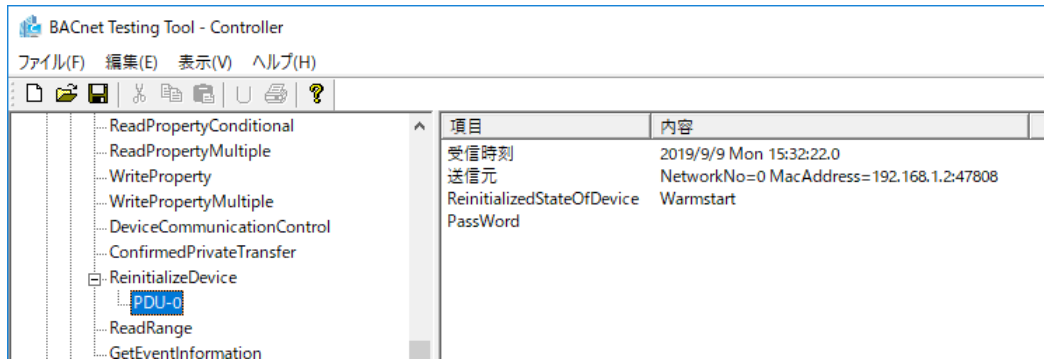 BACnet Testing Tool - Controller
ファイル(F) 編集(E) 表示(V) ヘルプ(H)
ReadPropertyConditional
ReadPropertyMultiple
WriteProperty
WritePropertyMultiple
DeviceCommunicationControl
ConfirmedPrivateTransfer
ReinitializeDevice
PDU-0
ReadRange
GetEventInformation
項目 内容
受信時刻 2019/9/9 Mon 15:32:22.0
送信元 NetworkNo=0 MacAddress=192.168.1.2:47808
ReinitializedStateOfDevice Warmstart
PassWord